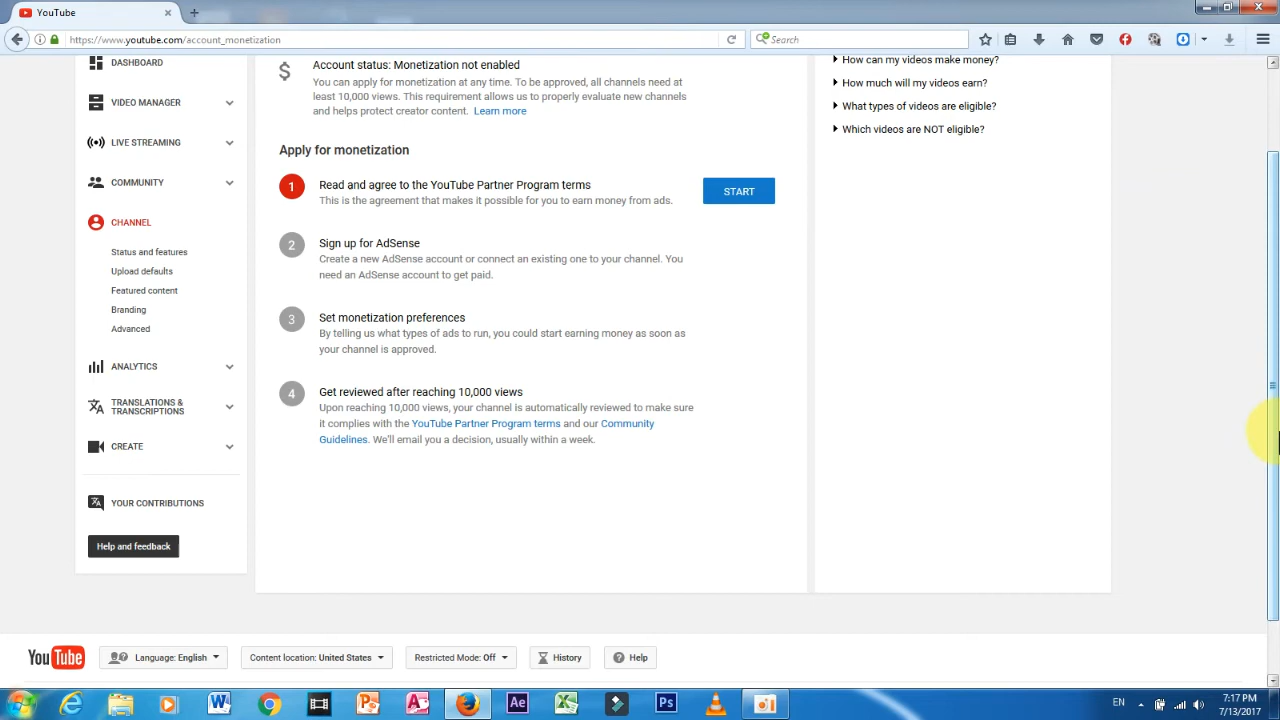 YouTube
https://www.youtube.com/account_monetization
Search
DASHBOARD
VIDEO MANAGER
LIVE STREAMING
COMMUNITY
CHANNEL
Status and features
Upload defaults
Featured content
Branding
Advanced
ANALYTICS
TRANSLATIONS &
TRANSCRIPTIONS
CREATE
YOUR CONTRIBUTIONS
Help and feedback
Account status: Monetization not enabled
You can apply for monetization at any time. To be approved, all channels need at
least 10,000 views. This requirement allows us to properly evaluate new channels
and helps protect creator content. Learn more
Apply for monetization
1
Read and agree to the YouTube Partner Program terms
This is the agreement that makes it possible for you to earn money from ads.
START
2
Sign up for AdSense
Create a new AdSense account or connect an existing one to your channel. You
need an AdSense account to get paid.
3
Set monetization preferences
By telling us what types of ads to run, you could start earning money as soon as
your channel is approved.
4
Get reviewed after reaching 10,000 views
Upon reaching 10,000 views, your channel is automatically reviewed to make sure
it complies with the YouTube Partner Program terms and our Community
Guidelines. We'll email you a decision, usually within a week.
How can my videos make money?
How much will my videos earn?
What types of videos are eligible?
Which videos are NOT eligible?
YouTube
Language: English
Content location: United States
Restricted Mode: Off
History
Help
EN
7:17 PM
7/13/2017